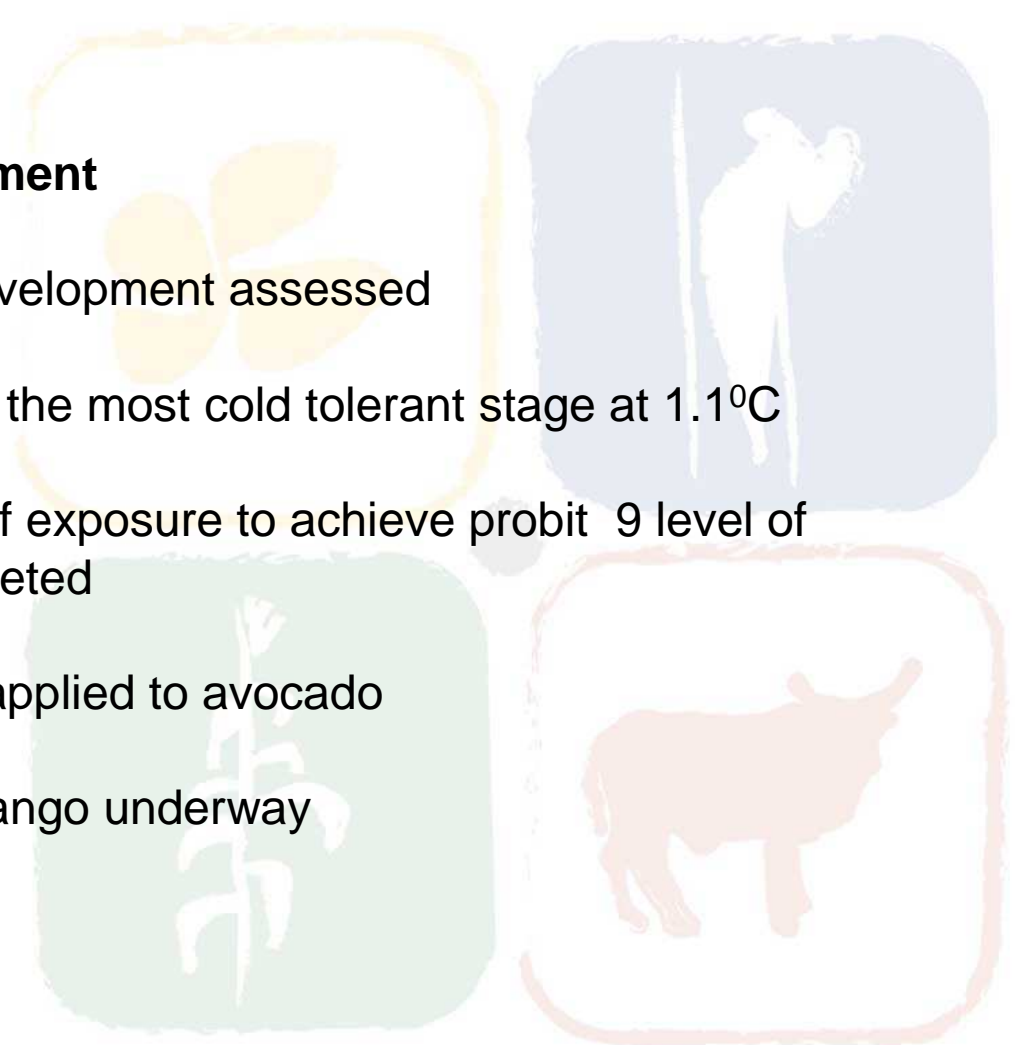 ment
velopment assessed
the most cold tolerant stage at 1.1⁰C
f exposure to achieve probit 9 level of
eted
applied to avocado
ango underway